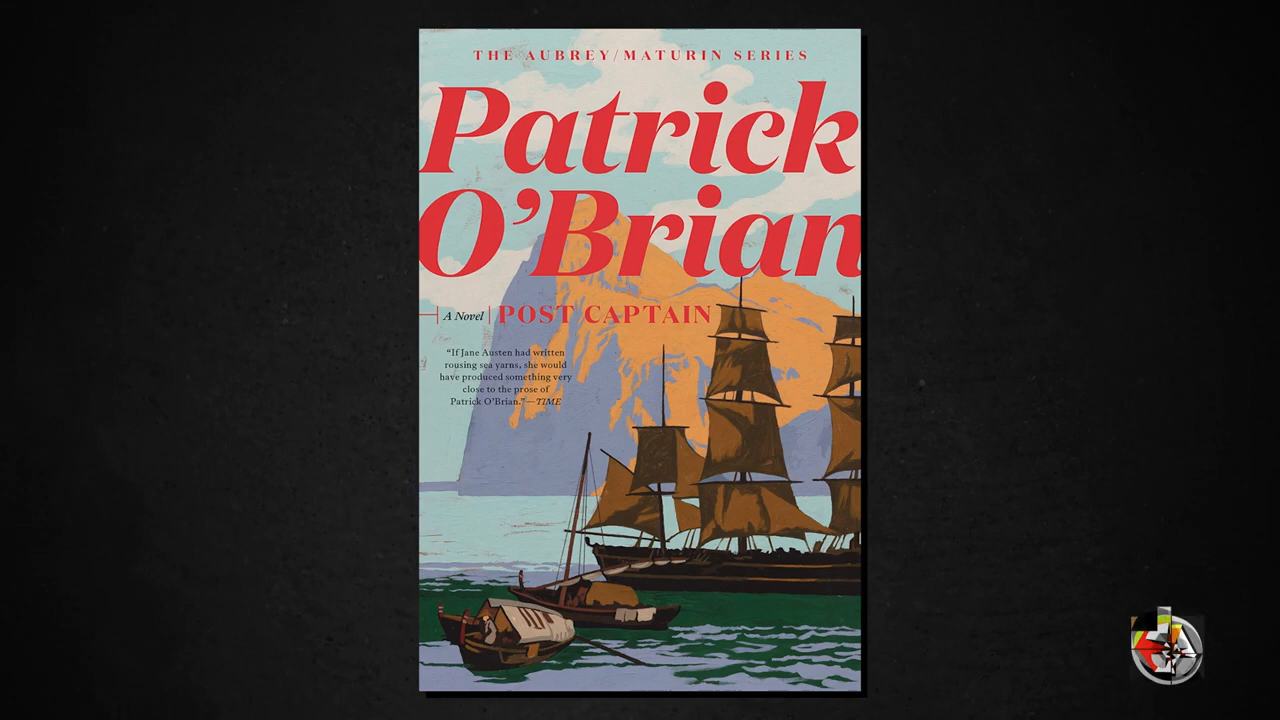 THE AUBREY/MATURIN SERIES
Patrick
O’Brian
A Novel POST CAPTAIN
“If Jane Austen had written
rousing sea yarns, she would
have produced something very
close to the prose of
Patrick O’Brian.”—TIME